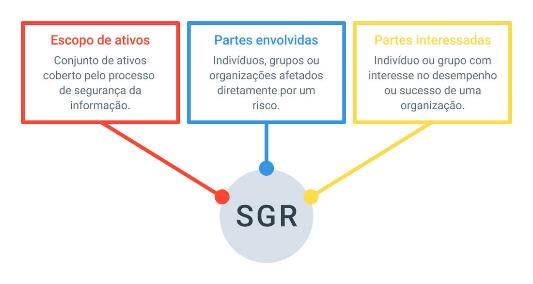 Escopo de ativos
Conjunto de ativos
coberto pelo processo
de segurança da
informação.
Partes envolvidas
Indivíduos, grupos ou
organizações afetados
diretamente por um
risco.
Partes interessadas
Indivíduo ou grupo com
interesse no desempenho
ou sucesso de uma
organização.
SGR